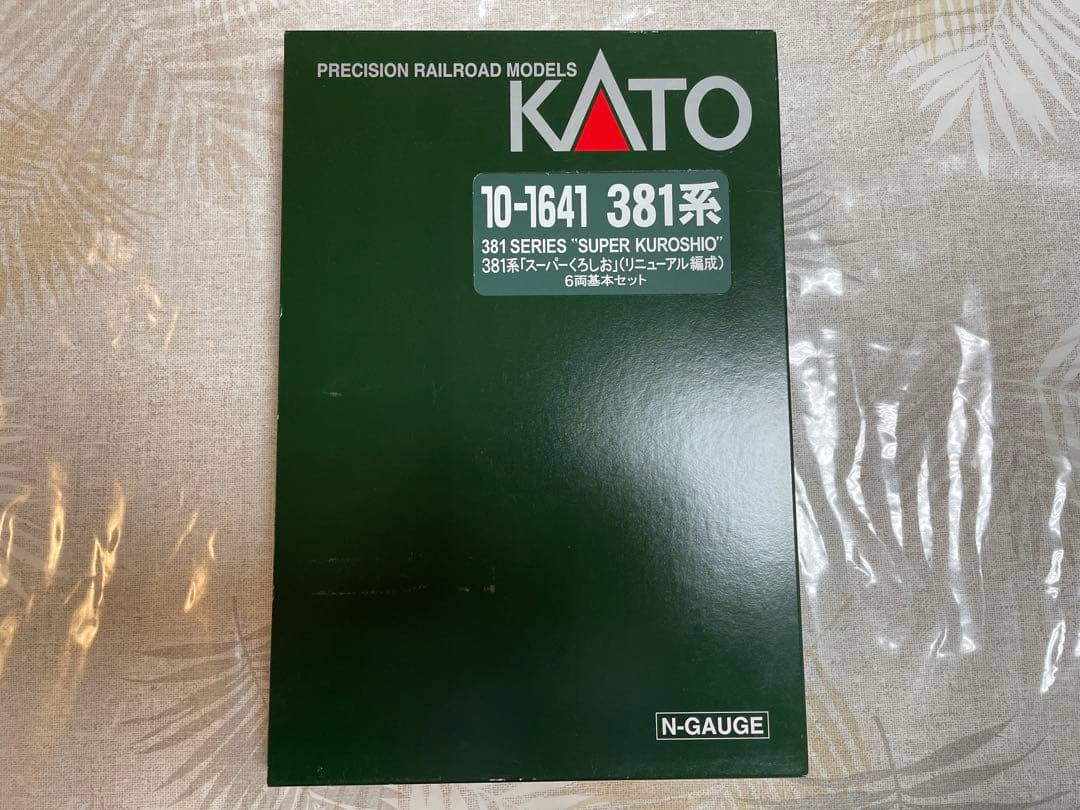 PRECISION RAILROAD MODELS
KATO
10-1641 381系
381 SERIES "SUPER KUROSHIO"
381系「スーパーくろしお」(リニューアル編成)
6両基本セット
N-GAUGE